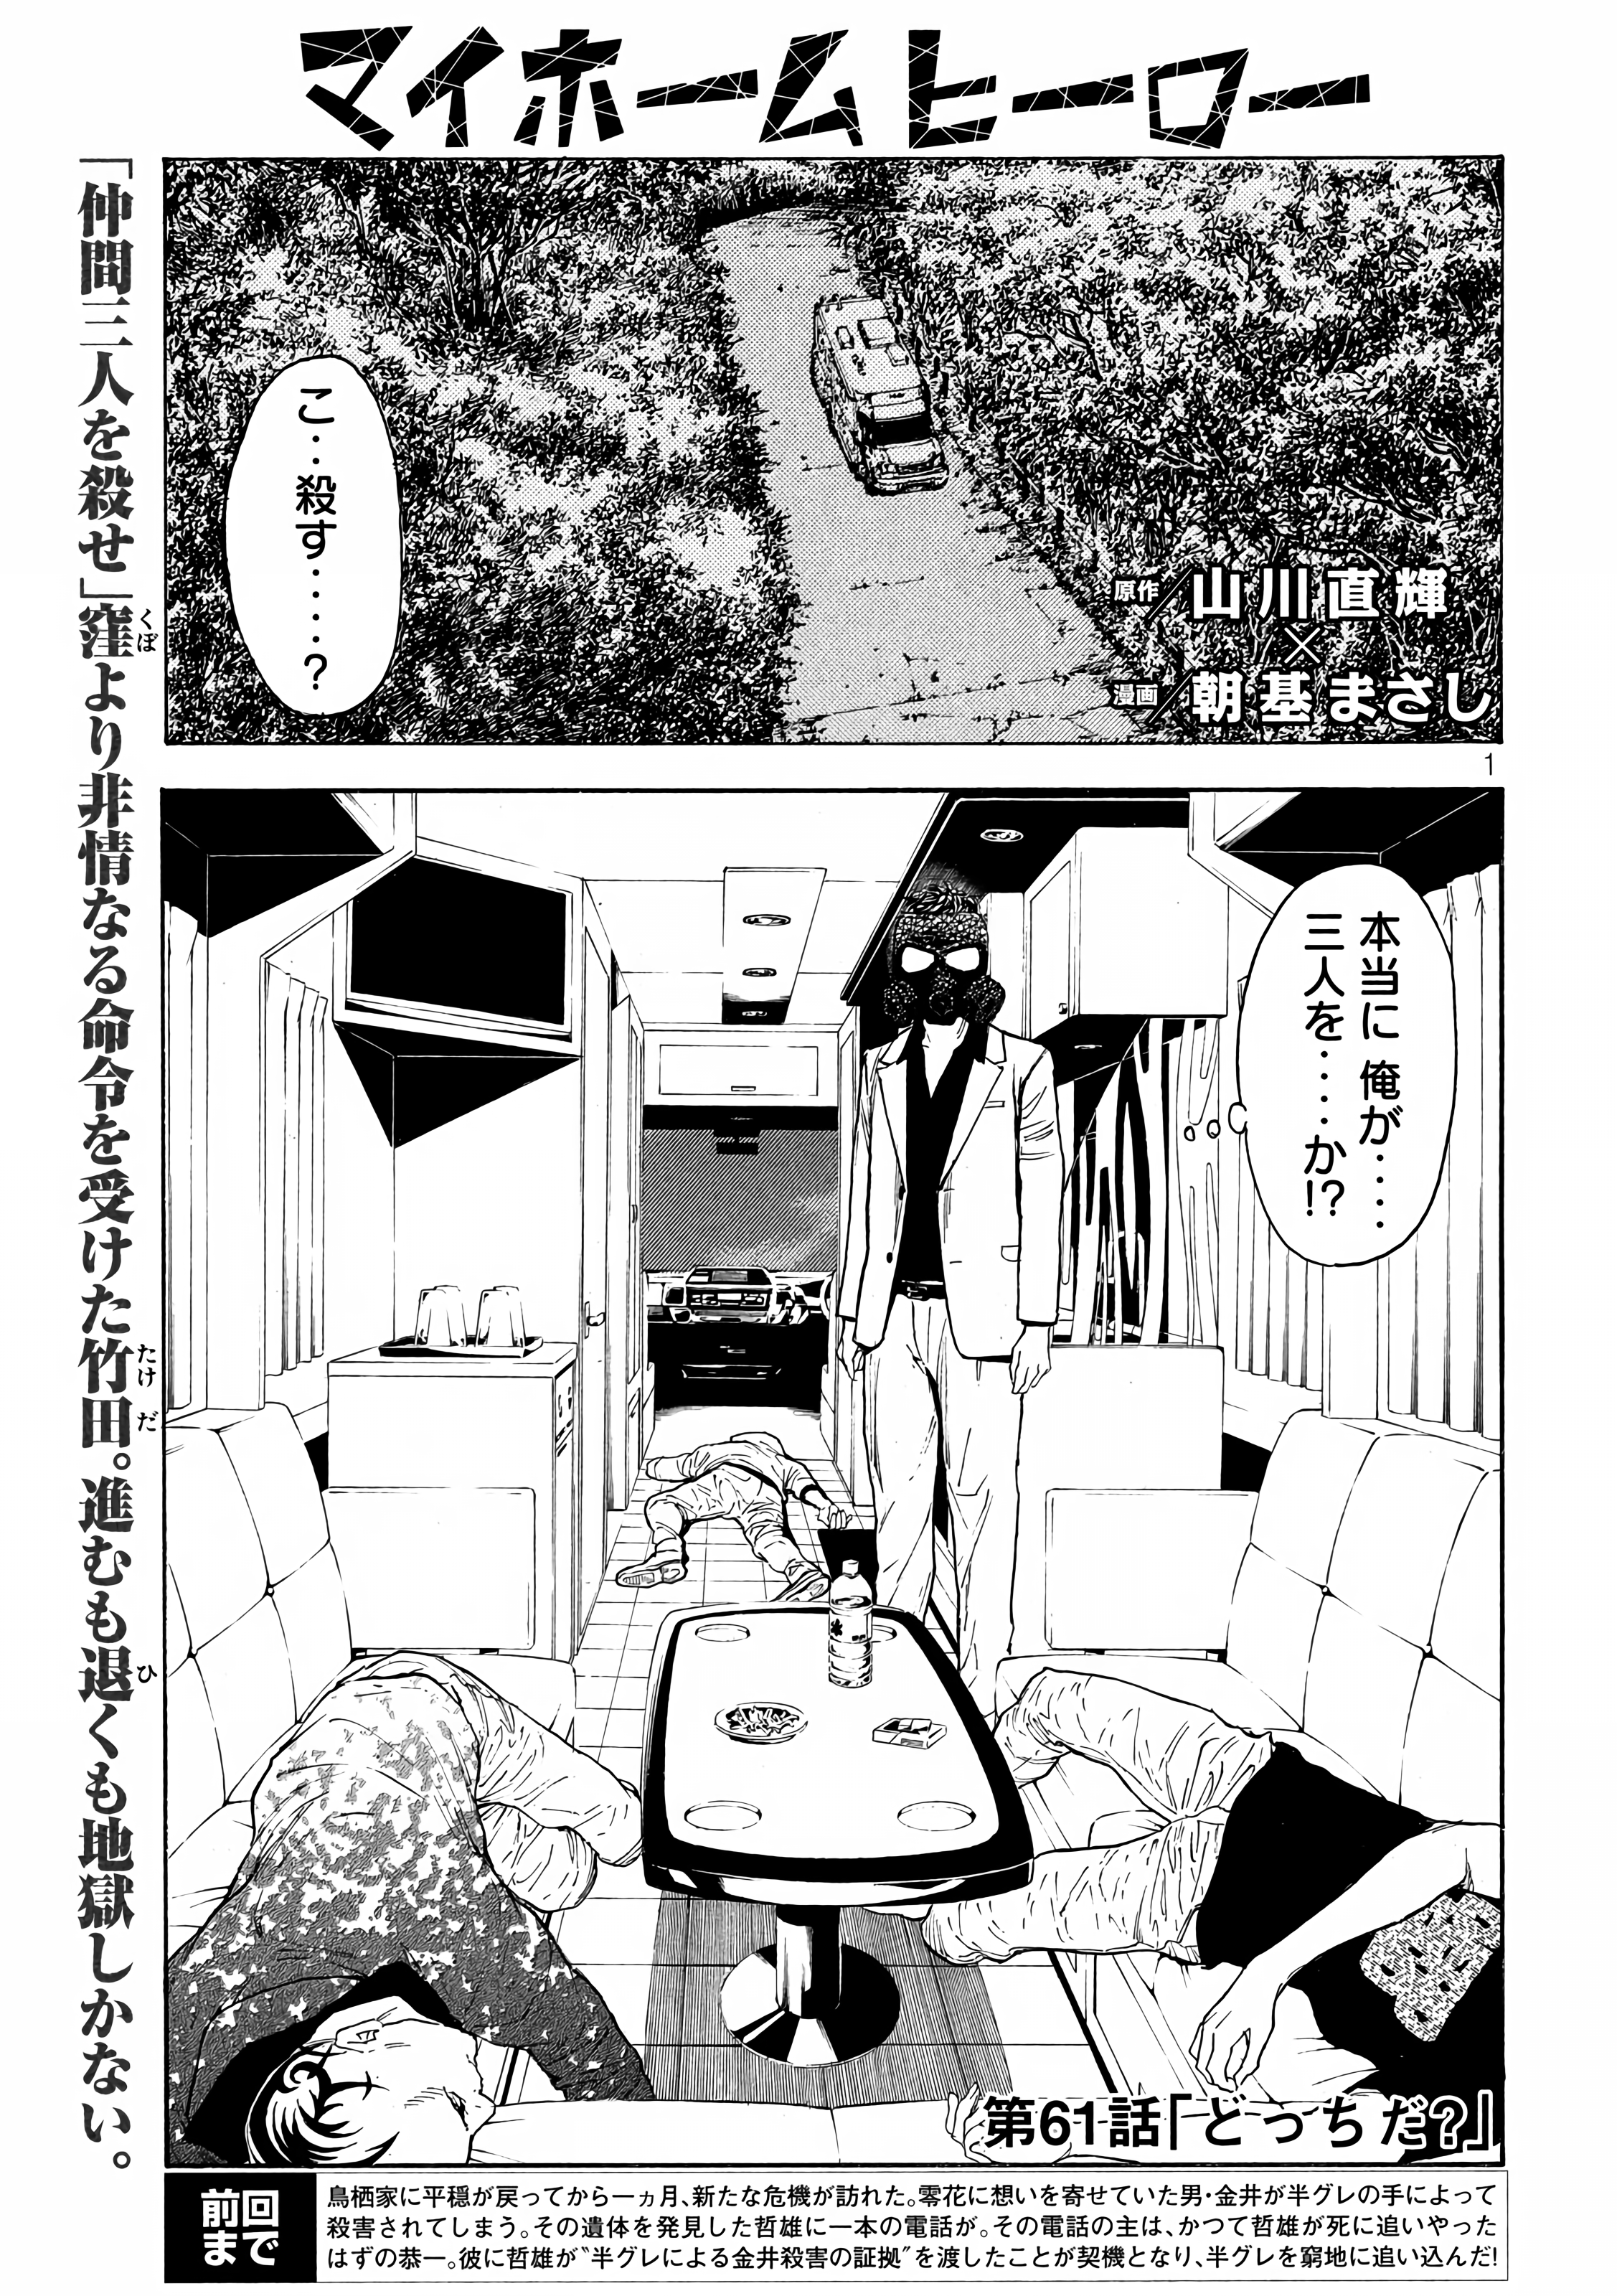 マイホームヒーロー
「仲間三人を殺せ」窪より非情なる命令を受けた竹田。進むも退くも地獄しかない。
くぼ
たけだ
ひ
原作/山川直輝
×
漫画/朝基まさし
こ‥殺す‥‥‥?
1
本当に 俺が‥‥
三人を‥‥か!?
第61話「どっちだ?」
前回まで
鳥栖家に平穏が戻ってから一ヵ月、新たな危機が訪れた。零花に想いを寄せていた男・金井が半グレの手によって
殺害されてしまう。その遺体を発見した哲雄に一本の電話が。その電話の主は、かつて哲雄が死に追いやった
はずの恭一。彼に哲雄が〝半グレによる金井殺害の証拠〟を渡したことが契機となり、半グレを窮地に追い込んだ!